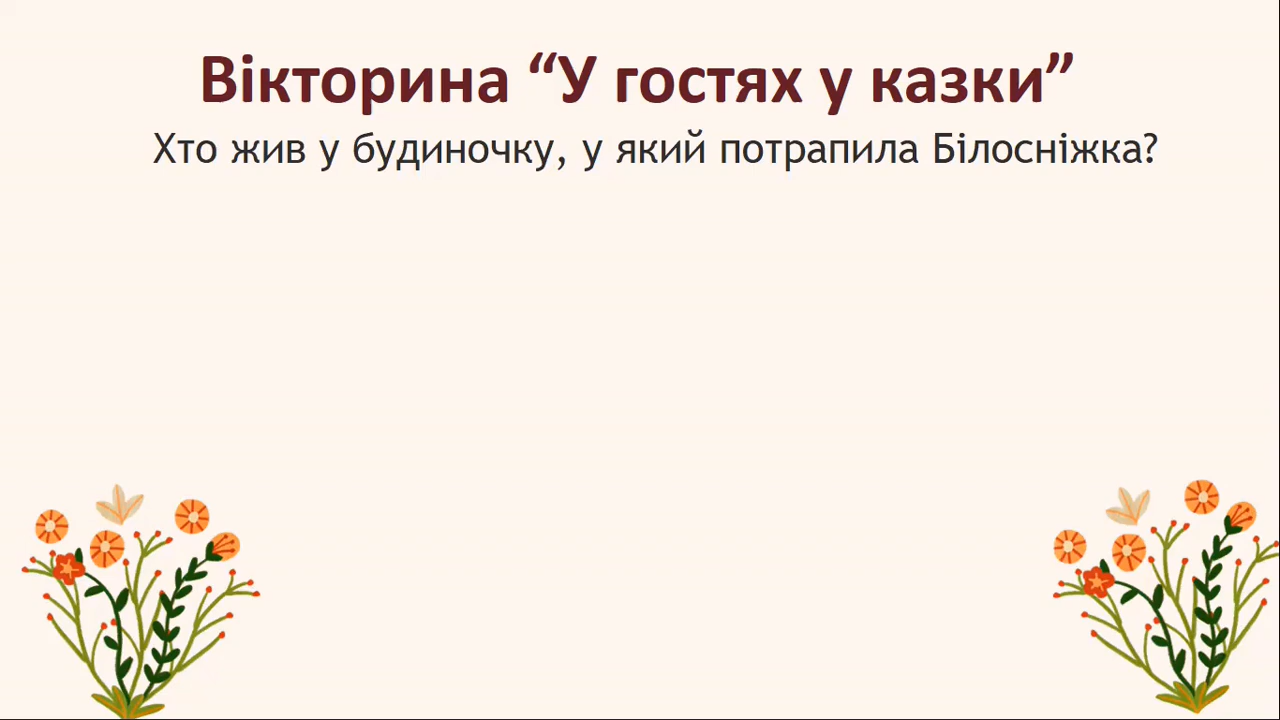 Вікторина “У гостях у казки”
Хто жив у будиночку, у який потрапила Білосніжка?